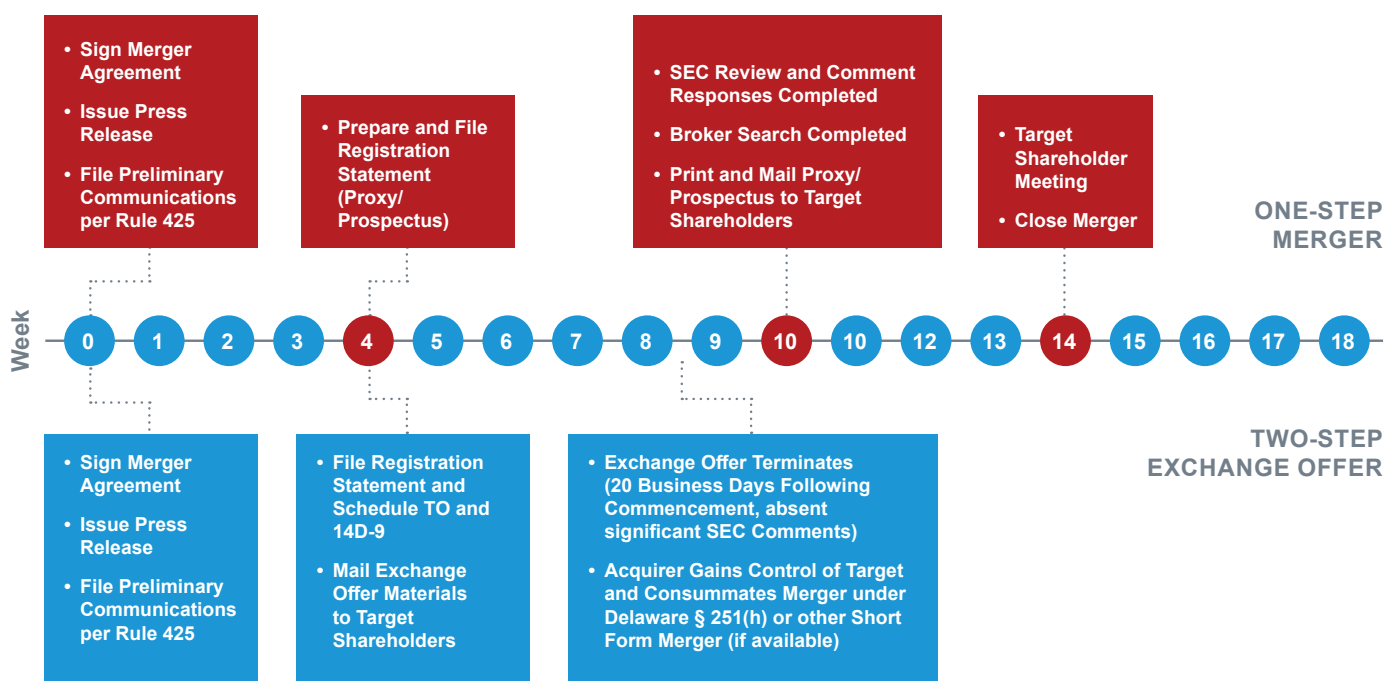 • Sign Merger
Agreement
• Issue Press
Release
• File Preliminary
Communications
per Rule 425
• Prepare and File
Registration
Statement
(Proxy/
Prospectus)
• SEC Review and Comment
Responses Completed
• Broker Search Completed
• Print and Mail Proxy/
Prospectus to Target
Shareholders
• Target
Shareholder
Meeting
• Close Merger
ONE-STEP
MERGER
Week
0 1 2 3 4 5 6 7 8 9 10 10 12 13 14 15 16 17 18
TWO-STEP
EXCHANGE OFFER
• Sign Merger
Agreement
• Issue Press
Release
• File Preliminary
Communications
per Rule 425
• File Registration
Statement and
Schedule TO and
14D-9
• Mail Exchange
Offer Materials
to Target
Shareholders
• Exchange Offer Terminates
(20 Business Days Following
Commencement, absent
significant SEC Comments)
• Acquirer Gains Control of Target
and Consummates Merger under
Delaware § 251(h) or other Short
Form Merger (if available)